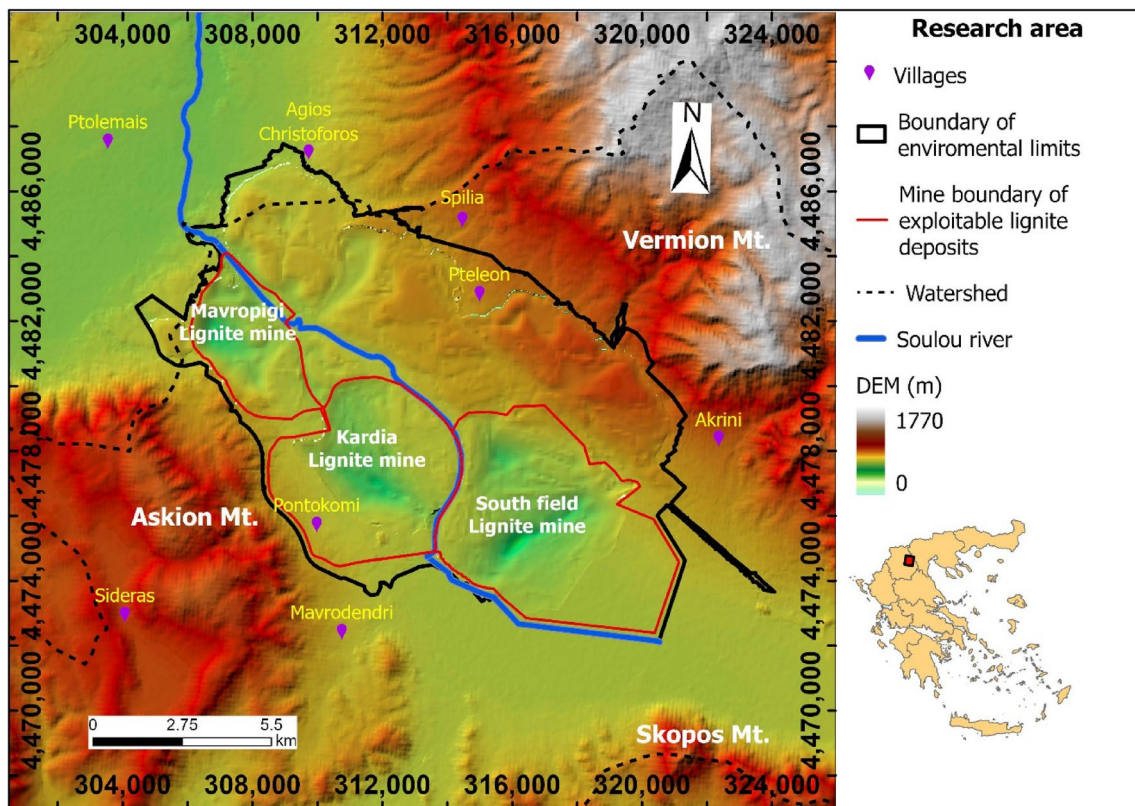 304,000 308,000 312,000 316,000 320,000 324,000
Research area
Villages
Boundary of
enviromental limits
Mine boundary of
exploitable lignite
deposits
Watershed
Soulou river
DEM (m)
1770
0
N
Ptolemais
Agios
Christoforos
Spilia
Vermion Mt.
Pteleon
Mavropigi
Lignite mine
Akrini
Kardia
Lignite mine
South field
Lignite mine
Askion Mt.
Pontokomi
Sideras
Mavrodendri
Skopos Mt.
4,486,000
4,482,000
4,478,000
4,474,000
4,470,000
4,486,000
4,482,000
4,478,000
4,474,000
4,470,000
0 2.75 5.5
km
304,000 308,000 312,000 316,000 320,000 324,000